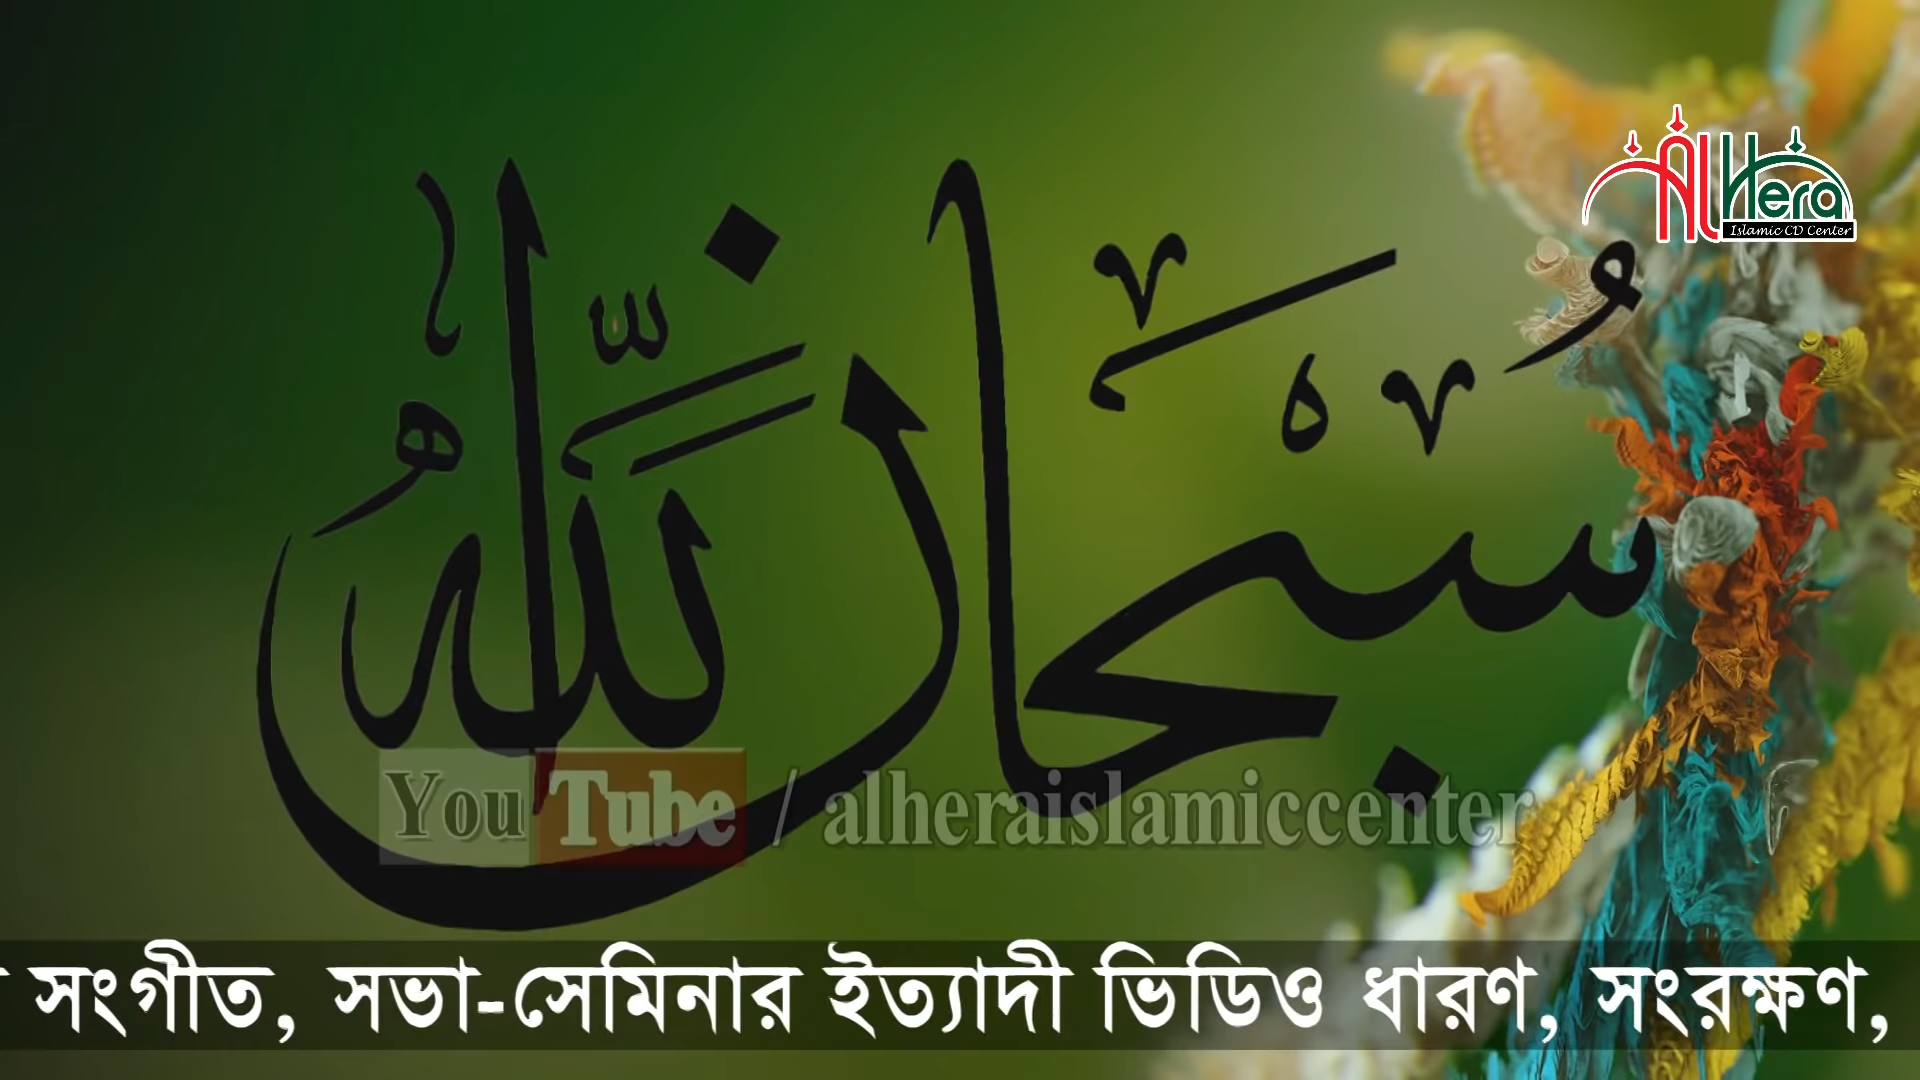 AL Hera
Islamic CD Center
سُبْحَانَ اللّٰهُ
YouTube / alheraislamiccenter
সংগীত, সভা-সেমিনার ইত্যাদী ভিডিও ধারণ, সংরক্ষণ,